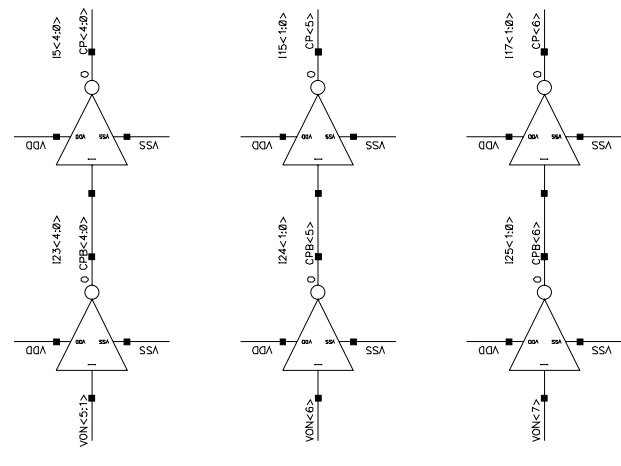 I5<4:0>
CP<4:0>
O
VDD
VDD
VSS
VSS
I
I15<1:0>
CP<5>
O
VDD
VDD
VSS
VSS
I
I17<1:0>
CP<6>
O
VDD
VDD
VSS
VSS
I
I23<4:0>
CPB<4:0>
O
VDD
VDD
VSS
VSS
I
VON<5:1>
I24<1:0>
CPB<5>
O
VDD
VDD
VSS
VSS
I
VON<6>
I25<1:0>
CPB<6>
O
VDD
VDD
VSS
VSS
I
VON<7>